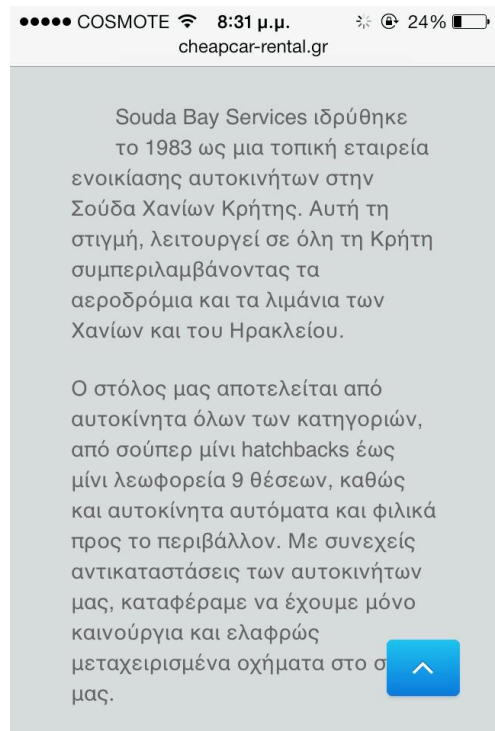 COSMOTE 8:31 μ.μ. 24%
cheapcar-rental.gr
Souda Bay Services ιδρύθηκε
το 1983 ως μια τοπική εταιρεία
ενοικίασης αυτοκινήτων στην
Σούδα Χανίων Κρήτης. Αυτή τη
στιγμή, λειτουργεί σε όλη τη Κρήτη
συμπεριλαμβάνοντας τα
αεροδρόμια και τα λιμάνια των
Χανίων και του Ηρακλείου.
Ο στόλος μας αποτελείται από
αυτοκίνητα όλων των κατηγοριών,
από σούπερ μίνι hatchbacks έως
μίνι λεωφορεία 9 θέσεων, καθώς
και αυτοκίνητα αυτόματα και φιλικά
προς το περιβάλλον. Με συνεχείς
αντικαταστάσεις των αυτοκινήτων
μας, καταφέραμε να έχουμε μόνο
καινούργια και ελαφρώς
μεταχειρισμένα οχήματα στο
μας.